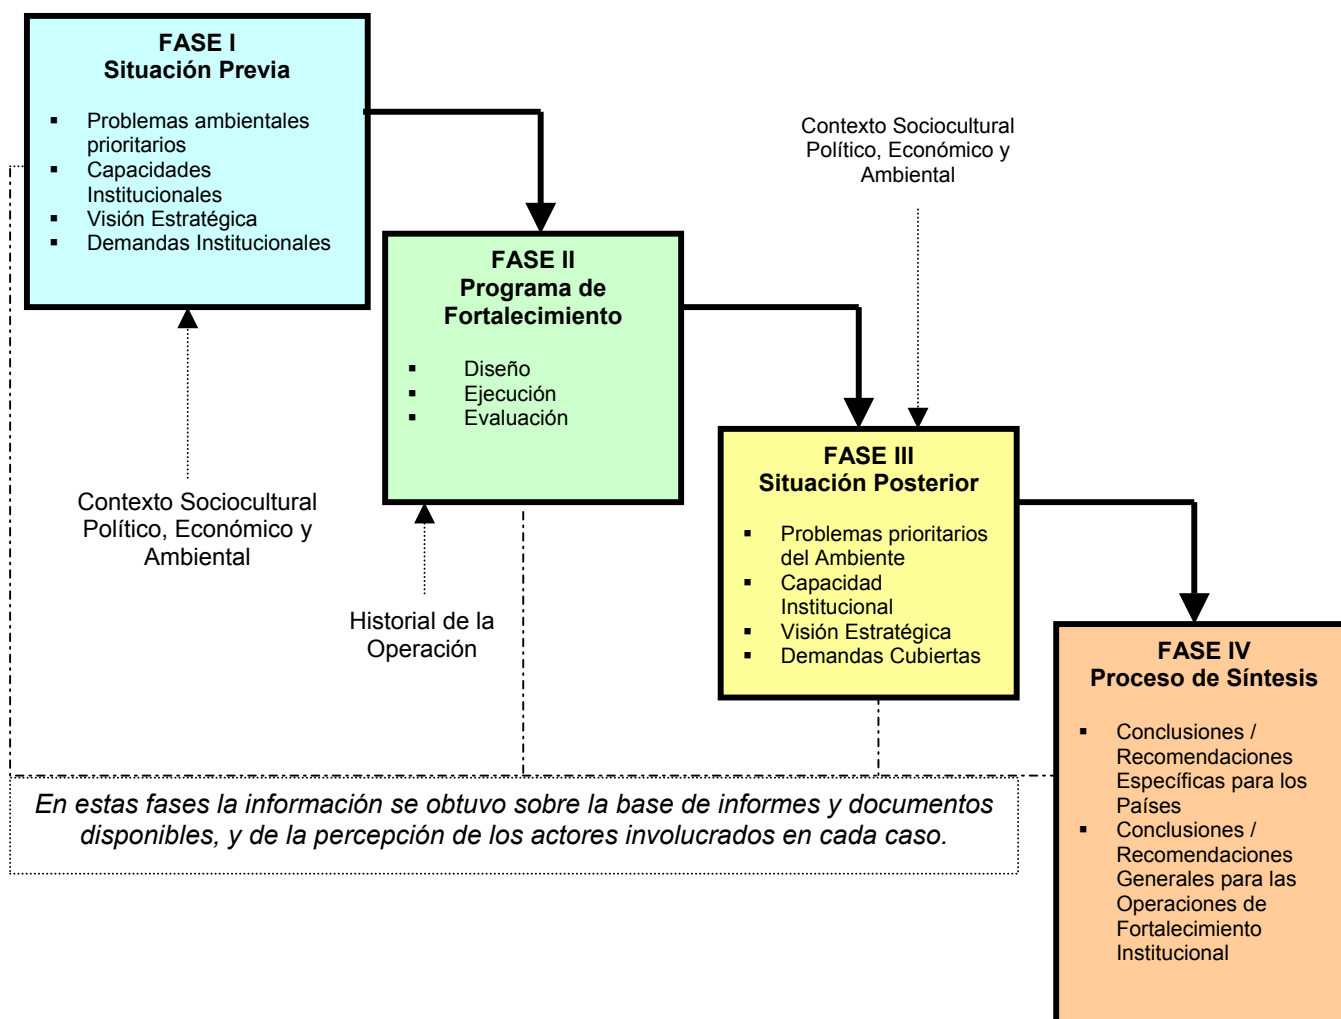 FASE I
Situación Previa
▪ Problemas ambientales
prioritarios
▪ Capacidades
Institucionales
▪ Visión Estratégica
▪ Demandas Institucionales
Contexto Sociocultural
Político, Económico y
Ambiental
FASE II
Programa de
Fortalecimiento
▪ Diseño
▪ Ejecución
▪ Evaluación
Contexto Sociocultural
Político, Económico y
Ambiental
Historial de la
Operación
FASE III
Situación Posterior
▪ Problemas prioritarios
del Ambiente
▪ Capacidad
Institucional
▪ Visión Estratégica
▪ Demandas Cubiertas
FASE IV
Proceso de Síntesis
▪ Conclusiones /
Recomendaciones
Específicas para los
Países
▪ Conclusiones /
Recomendaciones
Generales para las
Operaciones de
Fortalecimiento
Institucional
En estas fases la información se obtuvo sobre la base de informes y documentos
disponibles, y de la percepción de los actores involucrados en cada caso.